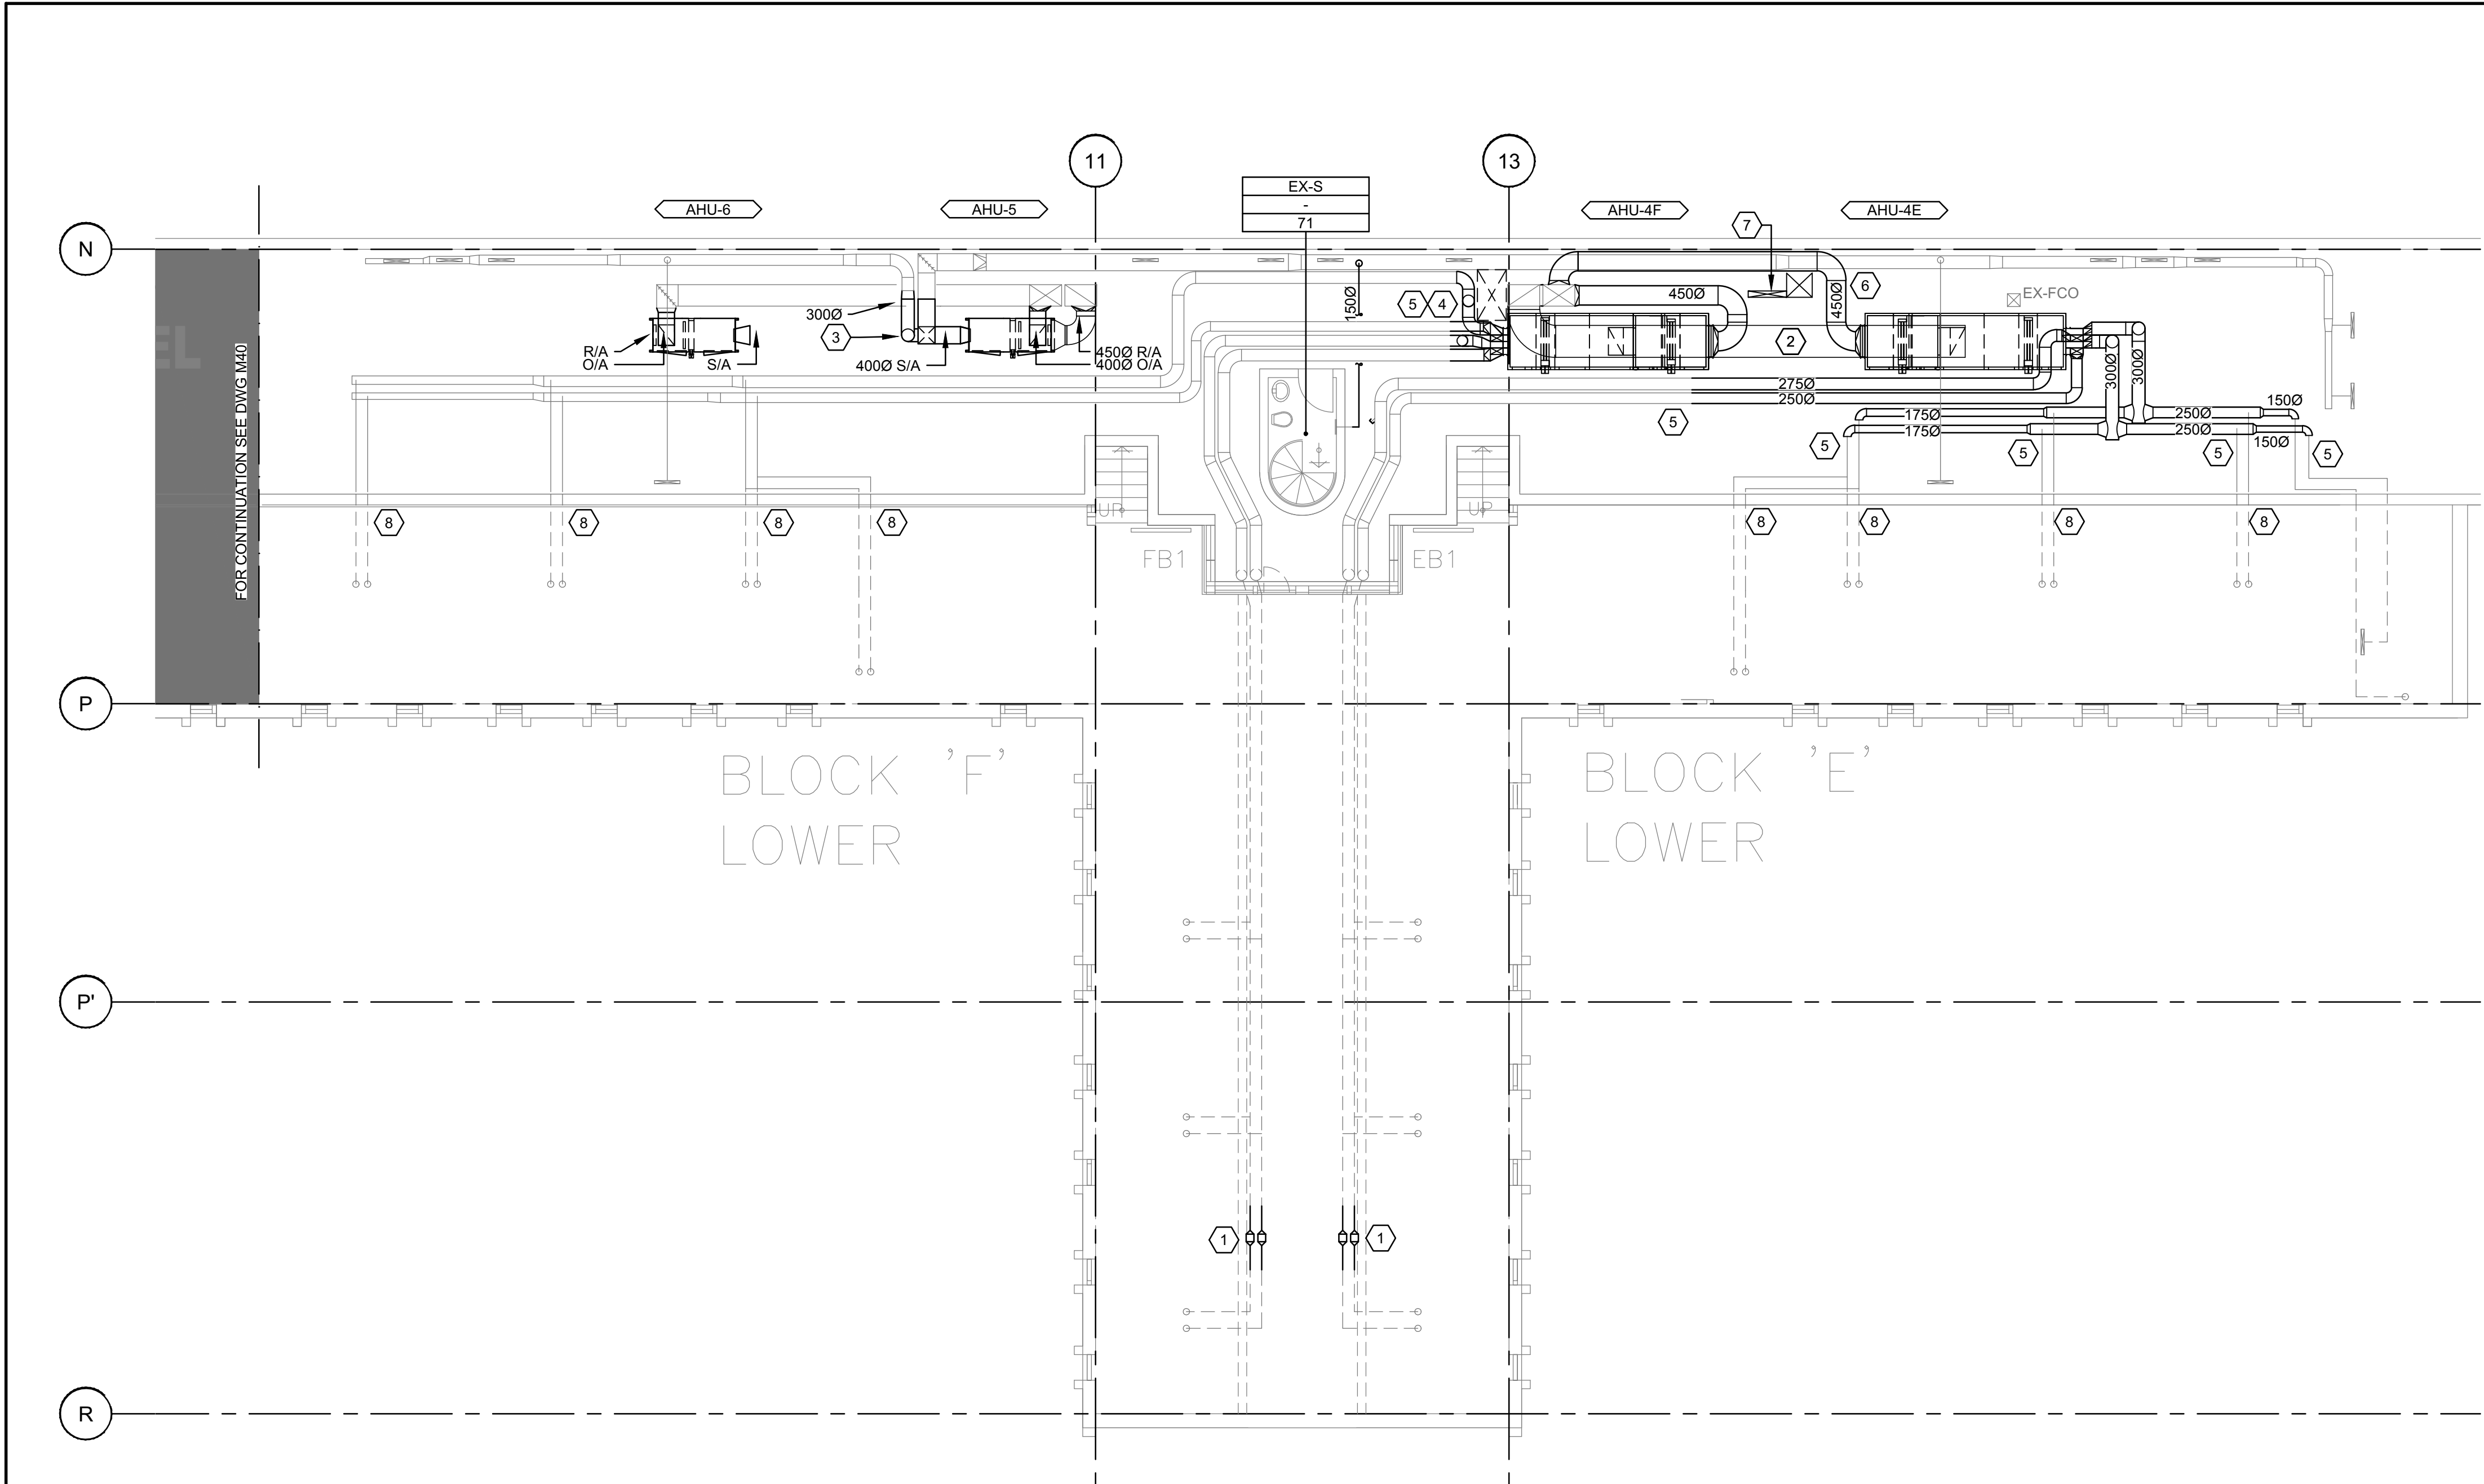 11
13
EX-S
-
71
AHU-6
AHU-5
AHU-4F
AHU-4E
7
N
5
4
150Ø
450Ø
450Ø
6
EX-FCO
300Ø
3
R/A
O/A
S/A
400Ø S/A
450Ø R/A
400Ø O/A
2
EL
FOR CONTINUATION SEE DWG M40
300Ø
300Ø
275Ø
250Ø
5
175Ø
250Ø
150Ø
175Ø
250Ø
150Ø
5
5
5
5
UP
UP
8
8
8
8
8
8
8
8
FB1
EB1
P
BLOCK 'F'
LOWER
BLOCK 'E'
LOWER
P'
1
1
R